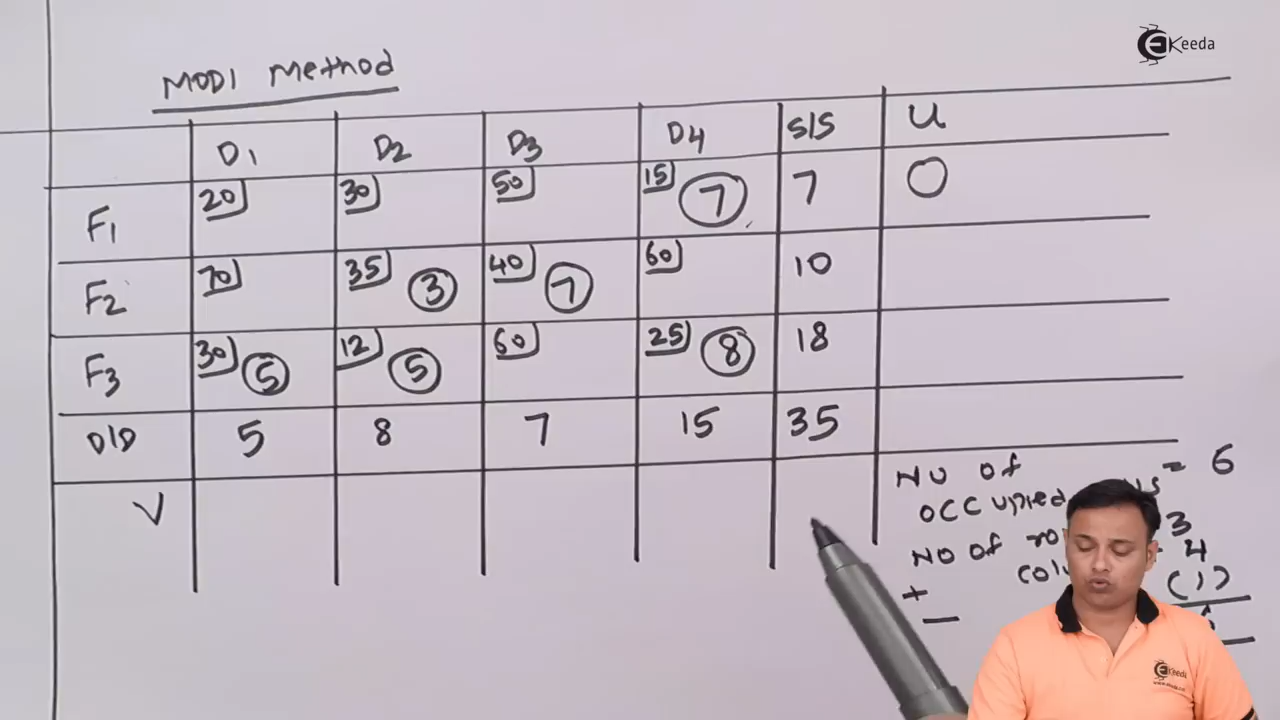 EKeeda
MODI Method
D1 D2 D3 D4 S/S U
F1 20 30 50 15 7 7 0
F2 70 35 3 40 7 60 10
F3 30 5 12 5 60 25 8 18
D/D 5 8 7 15 35
V
NO of
occupied = 6
NO of 3
4
+ (1)
—
EKeeda